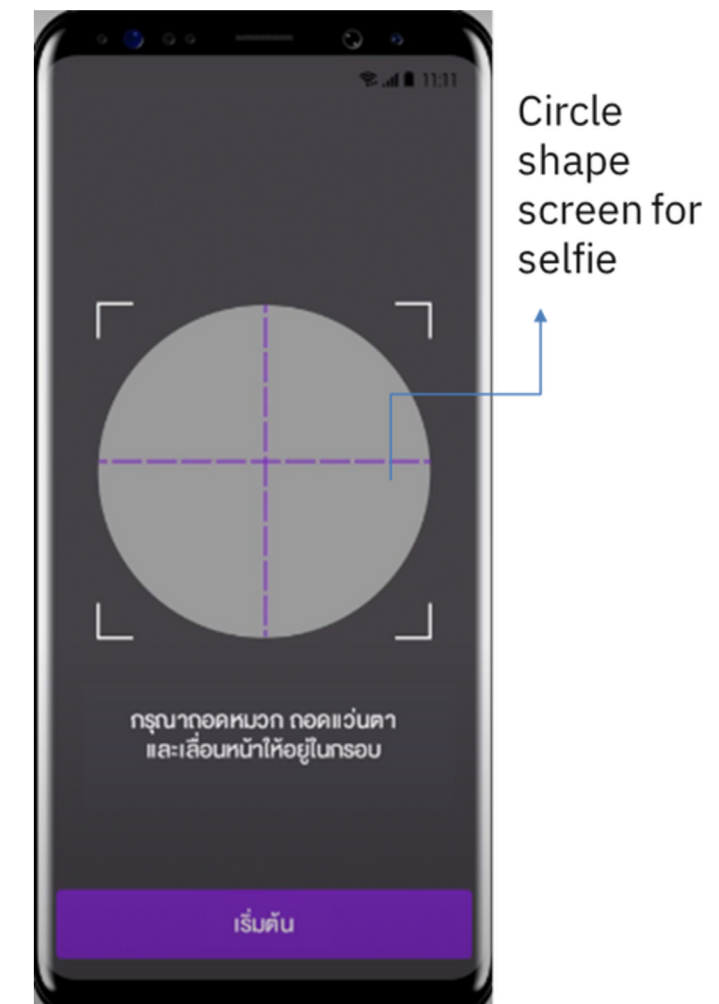 11:11
Circle
shape
screen for
selfie
กรุณาถอดหมวก ถอดแว่นตา
และเลื่อนหน้าให้อยู่ในกรอบ
เริ่มต้น